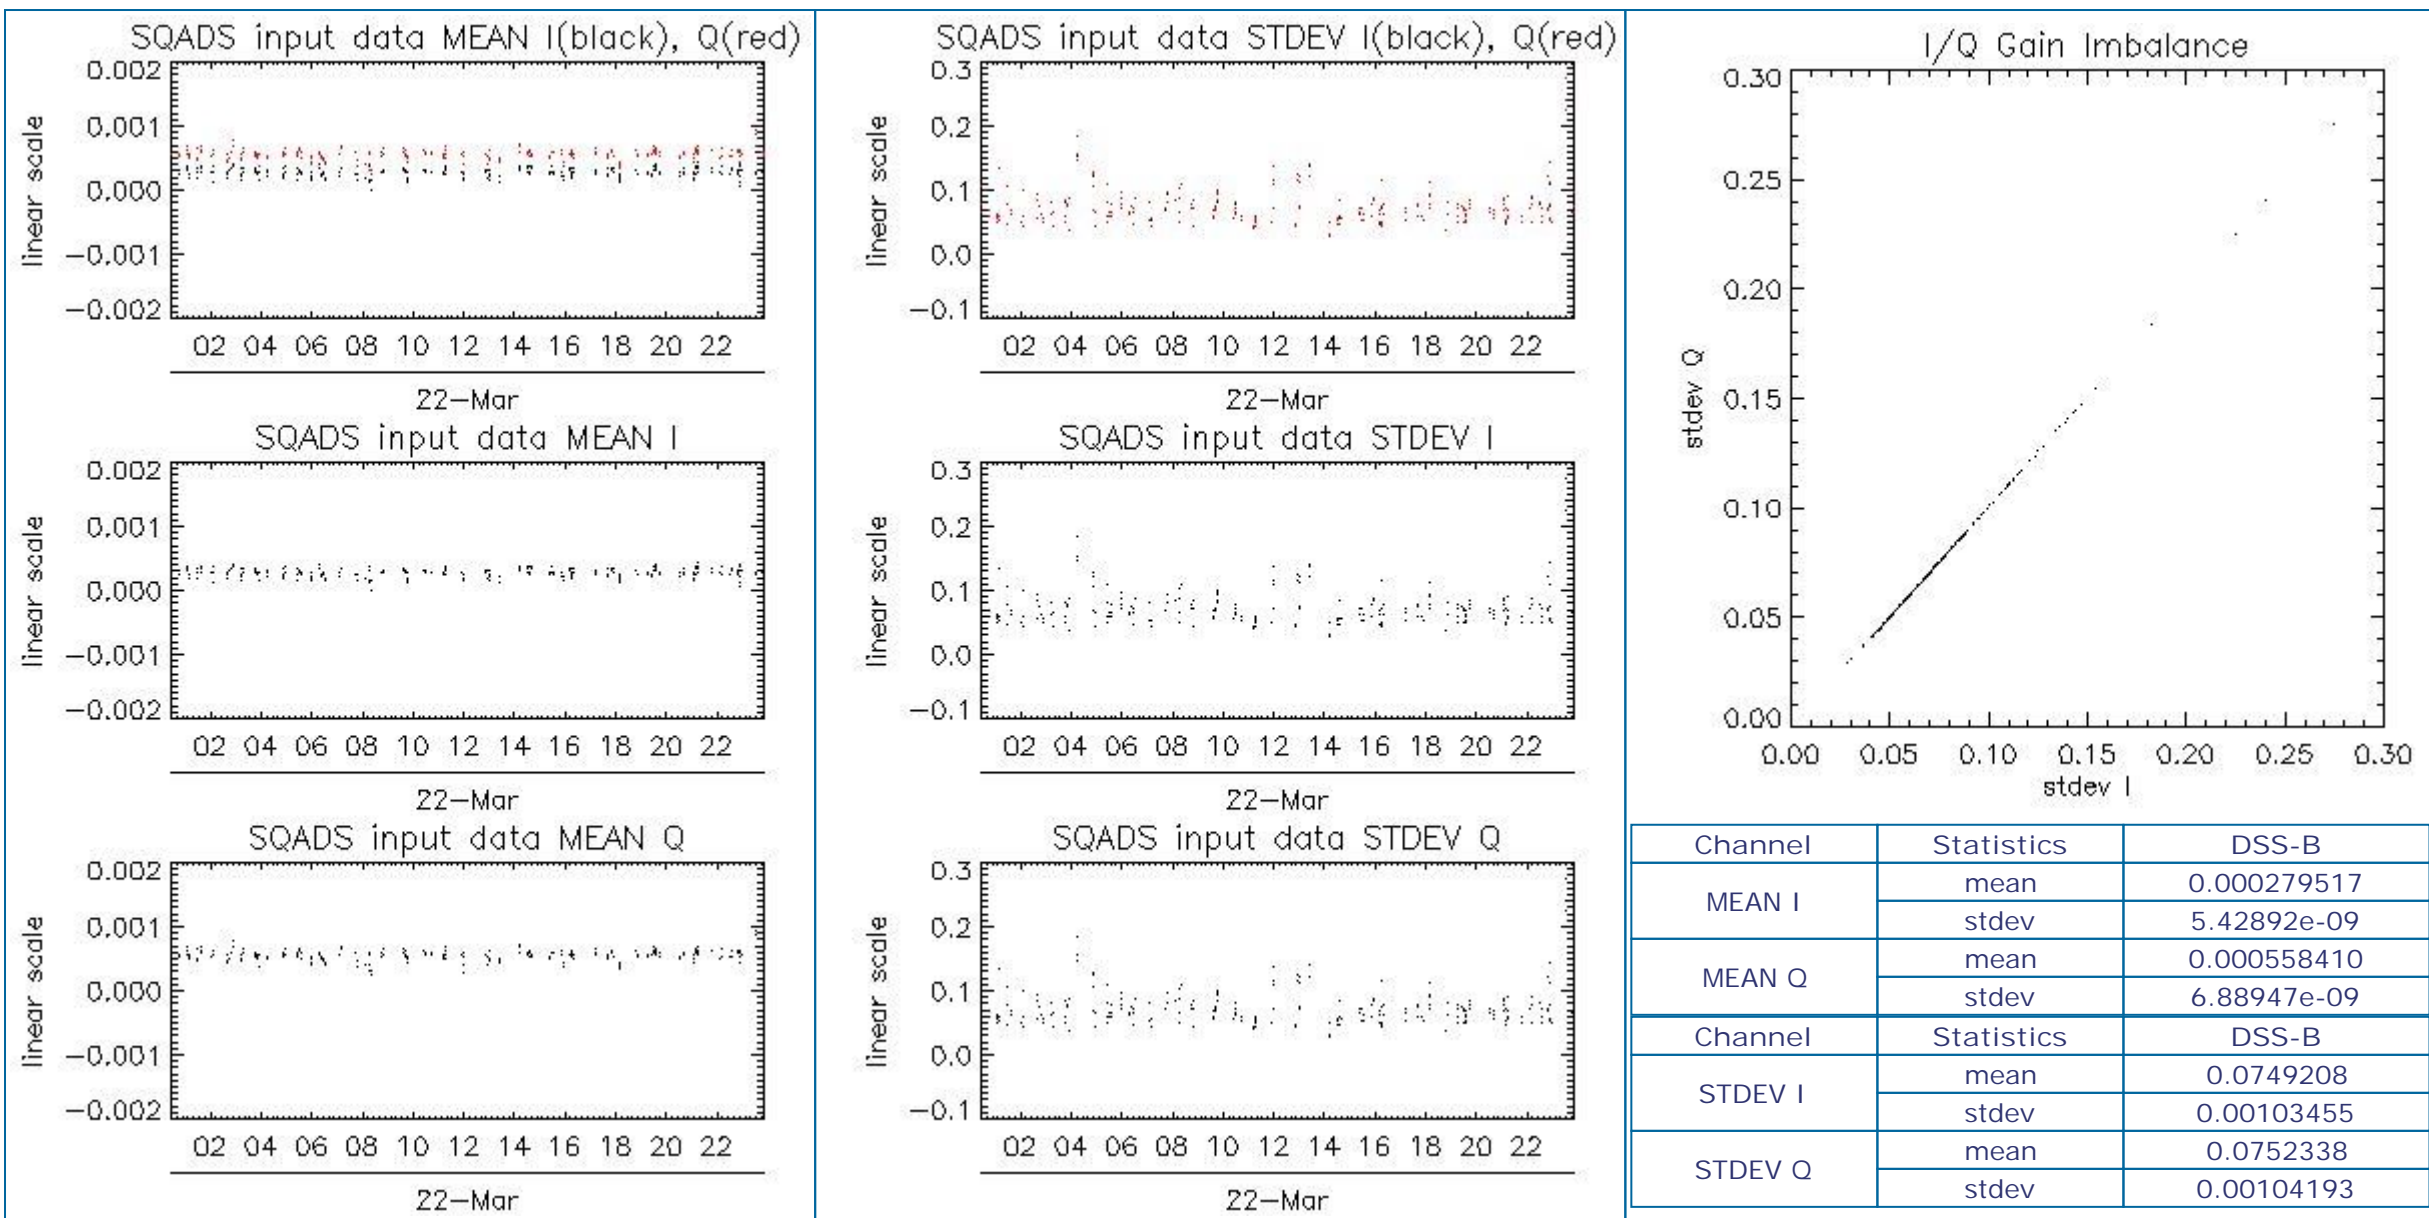 SQADS input data MEAN I(black), Q(red)
0.002
0.001
0.000
−0.001
−0.002
linear scale
02 04 06 08 10 12 14 16 18 20 22
22−Mar
SQADS input data MEAN I
0.002
0.001
0.000
−0.001
−0.002
linear scale
02 04 06 08 10 12 14 16 18 20 22
22−Mar
SQADS input data MEAN Q
0.002
0.001
0.000
−0.001
−0.002
linear scale
02 04 06 08 10 12 14 16 18 20 22
22−Mar
SQADS input data STDEV I(black), Q(red)
0.3
0.2
0.1
0.0
−0.1
linear scale
02 04 06 08 10 12 14 16 18 20 22
22−Mar
SQADS input data STDEV I
0.3
0.2
0.1
0.0
−0.1
linear scale
02 04 06 08 10 12 14 16 18 20 22
22−Mar
SQADS input data STDEV Q
0.3
0.2
0.1
0.0
−0.1
linear scale
02 04 06 08 10 12 14 16 18 20 22
22−Mar
I/Q Gain Imbalance
0.30
0.25
0.20
0.15
0.10
0.05
0.00
stdev Q
0.00 0.05 0.10 0.15 0.20 0.25 0.30
stdev I
Channel Statistics DSS-B
MEAN I mean 0.000279517
stdev 5.42892e-09
MEAN Q mean 0.000558410
stdev 6.88947e-09
Channel Statistics DSS-B
STDEV I mean 0.0749208
stdev 0.00103455
STDEV Q mean 0.0752338
stdev 0.00104193